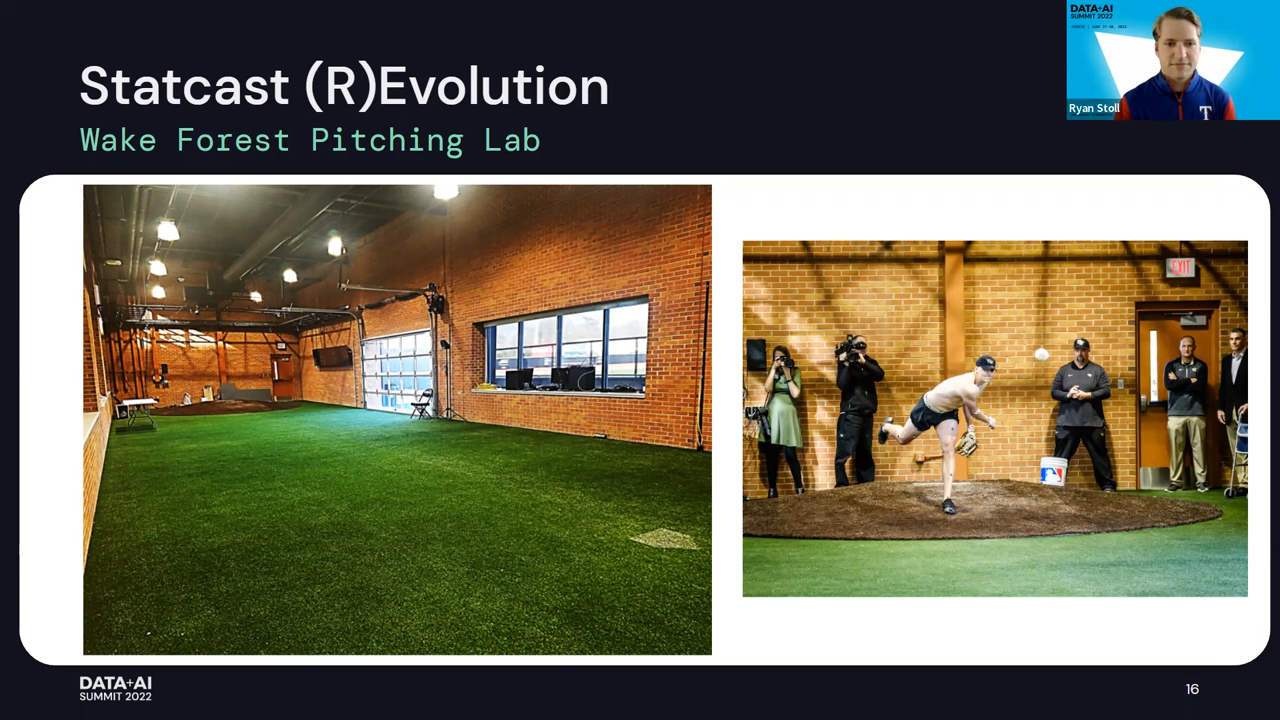 Statcast (R)Evolution
Wake Forest Pitching Lab
DATA+AI
SUMMIT 2022
Ryan Stoll
T
EXIT
DATA+AI
SUMMIT 2022
16